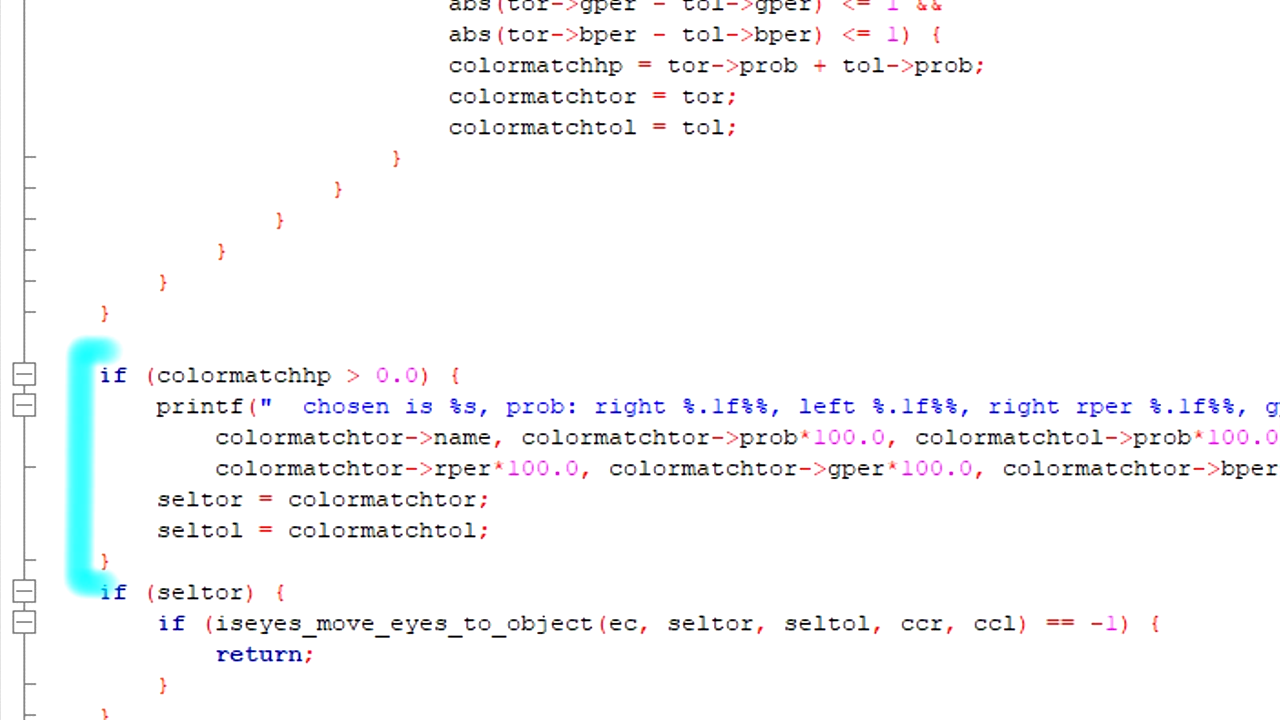 abs(tor->gper - tol->gper) <= 1 &&
abs(tor->bper - tol->bper) <= 1) {
colormatchhp = tor->prob + tol->prob;
colormatchtor = tor;
colormatchtol = tol;
}
}
}
}
}
}
if (colormatchhp > 0.0) {
printf("  chosen is %s, prob: right %.1f%%, left %.1f%%, right rper %.1f%%,
colormatchtor->name, colormatchtor->prob*100.0, colormatchtol->prob*100.0
colormatchtor->rper*100.0, colormatchtor->gper*100.0, colormatchtor->bper
seltor = colormatchtor;
seltol = colormatchtol;
}
if (seltor) {
if (iseyes_move_eyes_to_object(ec, seltor, seltol, ccr, ccl) == -1) {
return;
}
}